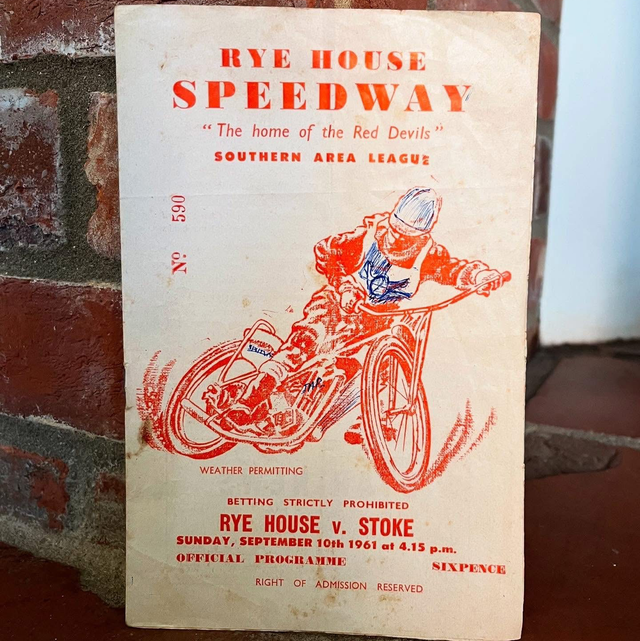 RYE HOUSE
SPEEDWAY
"The home of the Red Devils"
SOUTHERN AREA LEAGUE
Nº 590
WEATHER PERMITTING
BETTING STRICTLY PROHIBITED
RYE HOUSE v. STOKE
SUNDAY, SEPTEMBER 10th 1961 at 4.15 p.m.
OFFICIAL PROGRAMME SIXPENCE
RIGHT OF ADMISSION RESERVED